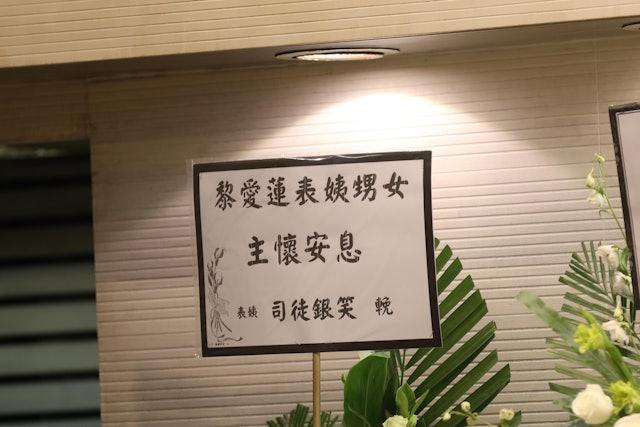 黎愛蓮表姨甥女
主懷安息
表姨 司徒銀笑 輓